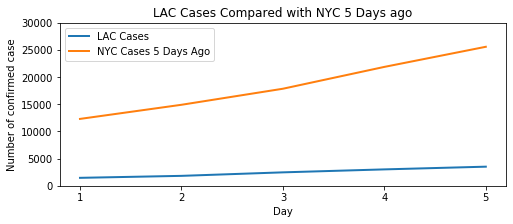 LAC Cases Compared with NYC 5 Days ago
30000
25000
20000
15000
10000
5000
0
Number of confirmed case
LAC Cases
NYC Cases 5 Days Ago
1 2 3 4 5
Day